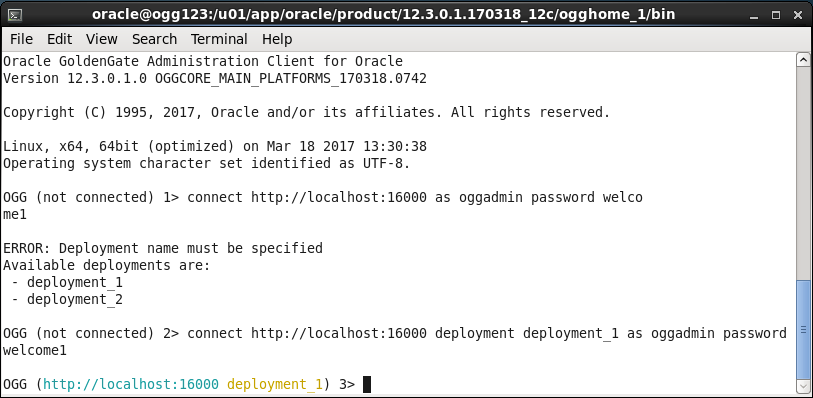 oracle@ogg123:/u01/app/oracle/product/12.3.0.1.170318_12c/ogghome_1/bin
File Edit View Search Terminal Help
Oracle GoldenGate Administration Client for Oracle
Version 12.3.0.1.0 OGGCORE_MAIN_PLATFORMS_170318.0742
Copyright (C) 1995, 2017, Oracle and/or its affiliates. All rights reserved.
Linux, x64, 64bit (optimized) on Mar 18 2017 13:30:38
Operating system character set identified as UTF-8.
OGG (not connected) 1> connect http://localhost:16000 as oggadmin password welco
me1
ERROR: Deployment name must be specified
Available deployments are:
 - deployment_1
 - deployment_2
OGG (not connected) 2> connect http://localhost:16000 deployment deployment_1 as oggadmin password
welcome1
OGG (http://localhost:16000 deployment_1) 3>